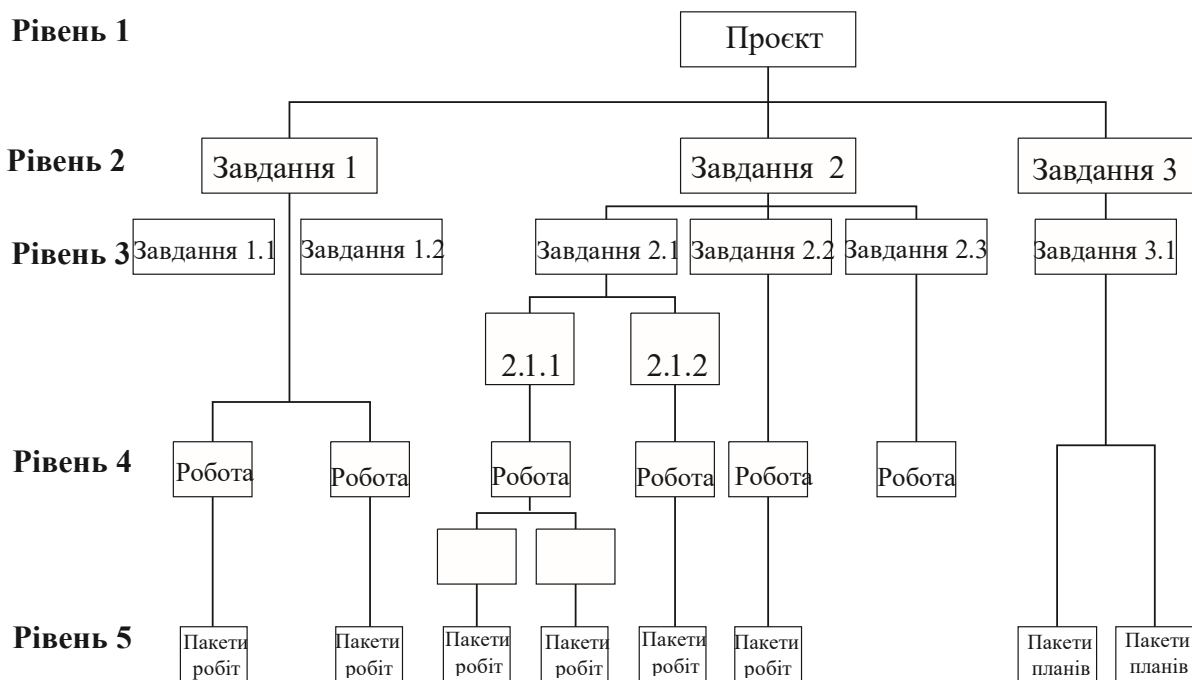 Рівень 1
Проєкт
Рівень 2
Завдання 1
Завдання 2
Завдання 3
Рівень 3
Завдання 1.1
Завдання 1.2
Завдання 2.1
Завдання 2.2
Завдання 2.3
Завдання 3.1
2.1.1
2.1.2
Рівень 4
Робота
Робота
Робота
Робота
Робота
Робота
Рівень 5
Пакети
робіт
Пакети
робіт
Пакети
робіт
Пакети
робіт
Пакети
робіт
Пакети
робіт
Пакети
планів
Пакети
планів